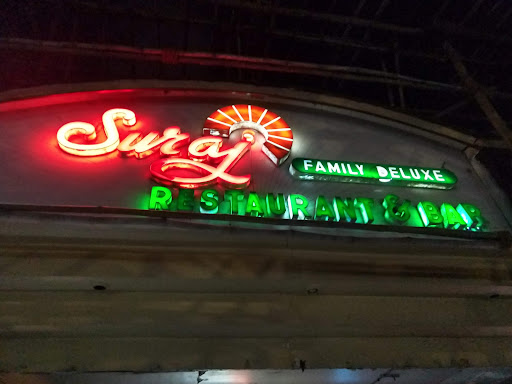 Suraj
FAMILY DELUXE
RESTAURANT & BAR